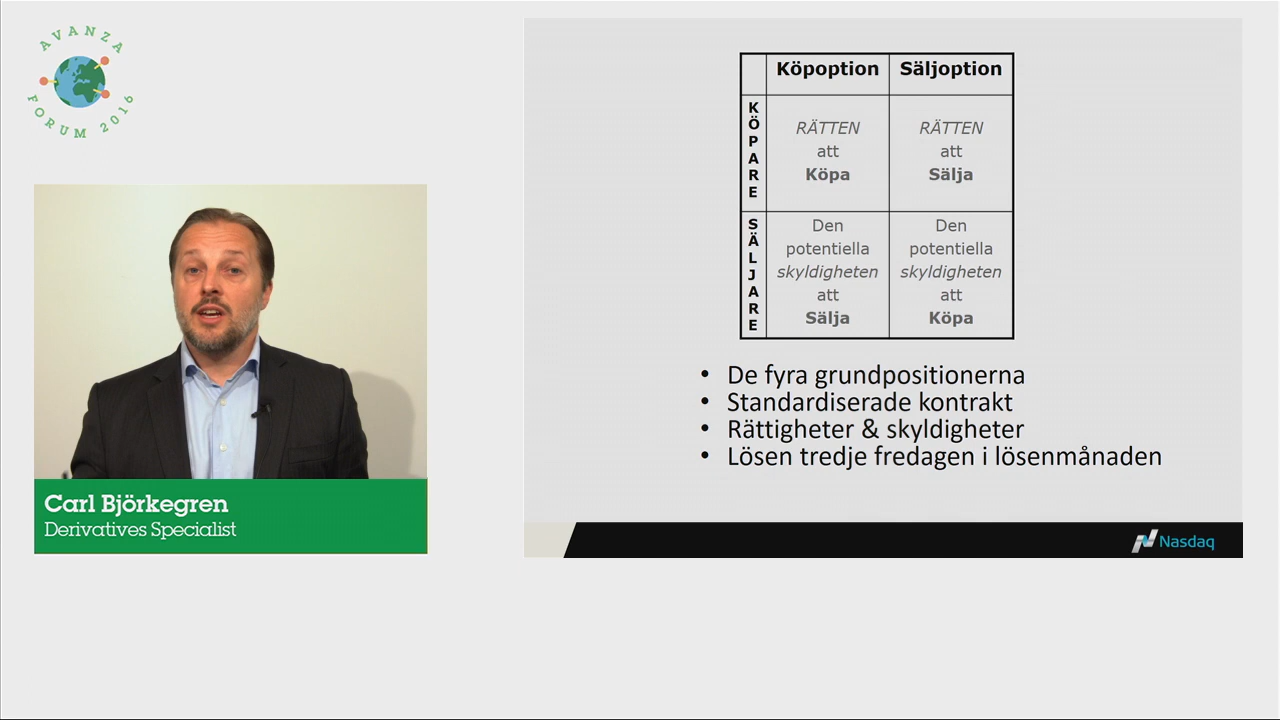 AVANZA
FORUM 2016
Carl Björkegren
Derivatives Specialist
Köpoption Säljoption
KÖPARE
RÄTTEN
att
Köpa
RÄTTEN
att
Sälja
SÄLJARE
Den
potentiella
skyldigheten
att
Sälja
Den
potentiella
skyldigheten
att
Köpa
• De fyra grundpositionerna
• Standardiserade kontrakt
• Rättigheter & skyldigheter
• Lösen tredje fredagen i lösenmånaden
Nasdaq